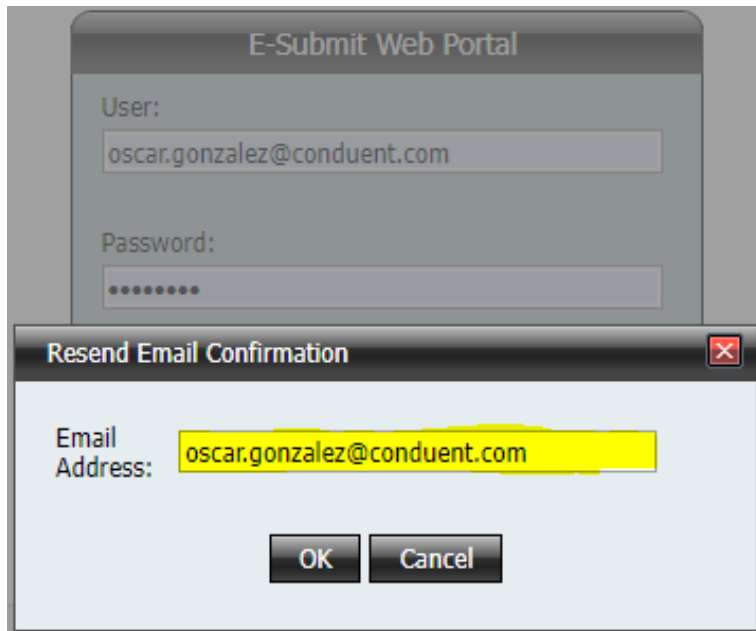 E-Submit Web Portal
User:
oscar.gonzalez@conduent.com
Password:
••••••••
Resend Email Confirmation
Email
Address:
oscar.gonzalez@conduent.com
OK Cancel